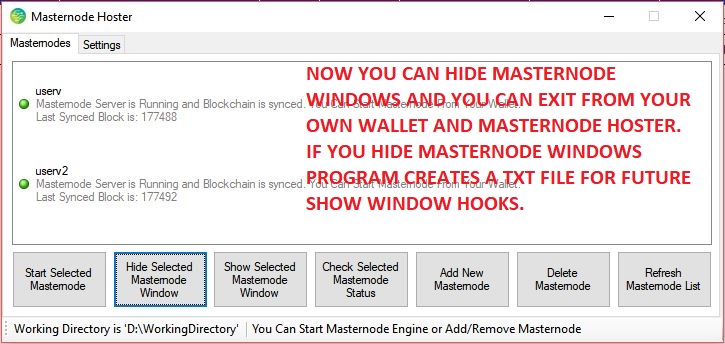 Masternode Hoster
Masternodes
Settings
userv
Masternode Server is Running and Blockchain is synced. You Can Start Masternode From Your Wallet.
Last Synced Block is: 177488
userv2
Masternode Server is Running and Blockchain is synced. You Can Start Masternode From Your Wallet.
Last Synced Block is: 177492
NOW YOU CAN HIDE MASTERNODE
WINDOWS AND YOU CAN EXIT FROM YOUR
OWN WALLET AND MASTERNODE HOSTER.
IF YOU HIDE MASTERNODE WINDOWS
PROGRAM CREATES A TXT FILE FOR FUTURE
SHOW WINDOW HOOKS.
Start Selected
Masternode
Hide Selected
Masternode
Window
Show Selected
Masternode
Window
Check Selected
Masternode
Status
Add New
Masternode
Delete
Masternode
Refresh
Masternode List
Working Directory is 'D:\WorkingDirectory'
You Can Start Masternode Engine or Add/Remove Masternode